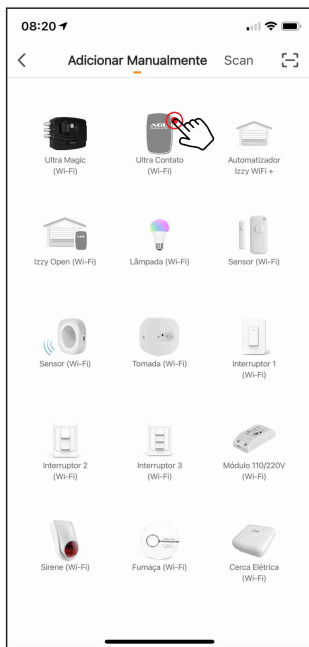 08:20
Adicionar Manualmente Scan
AGL
Ultra Magic
(Wi-Fi)
Ultra Contato
(Wi-Fi)
Automatizador
Izzy WiFi +
Izzy Open (Wi-Fi)
Lâmpada (Wi-Fi)
Sensor (Wi-Fi)
Sensor (Wi-Fi)
Tomada (Wi-Fi)
Interruptor 1
(Wi-Fi)
Interruptor 2
(Wi-Fi)
Interruptor 3
(Wi-Fi)
Módulo 110/220V
(Wi-Fi)
Sirene (Wi-Fi)
Fumaça (Wi-Fi)
Cerca Elétrica
(Wi-Fi)